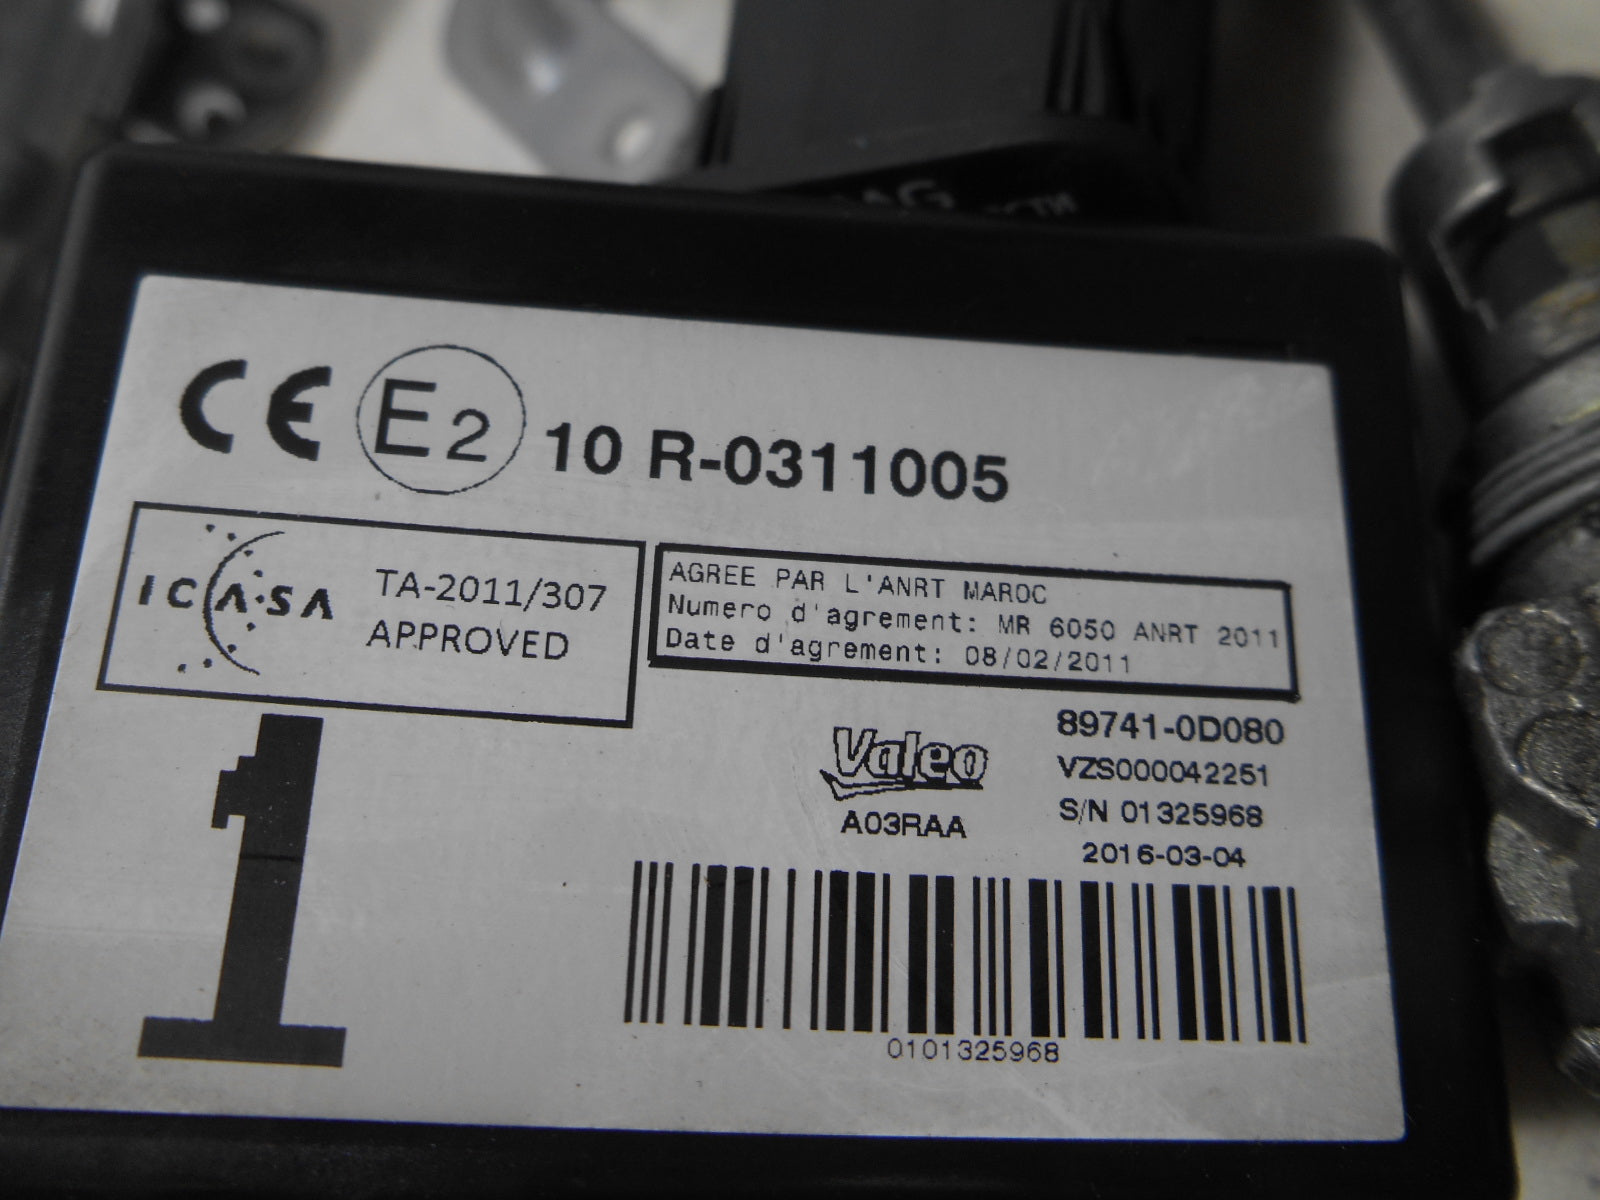 CE E2 10 R-0311005
ICASA
TA-2011/307
APPROVED
AGREE PAR L'ANRT MAROC
Numero d'agrement: MR 6050 ANRT 2011
Date d'agrement: 08/02/2011
1
Valeo
A03RAA
89741-0D080
VZS000042251
S/N 01325968
2016-03-04
0101325968